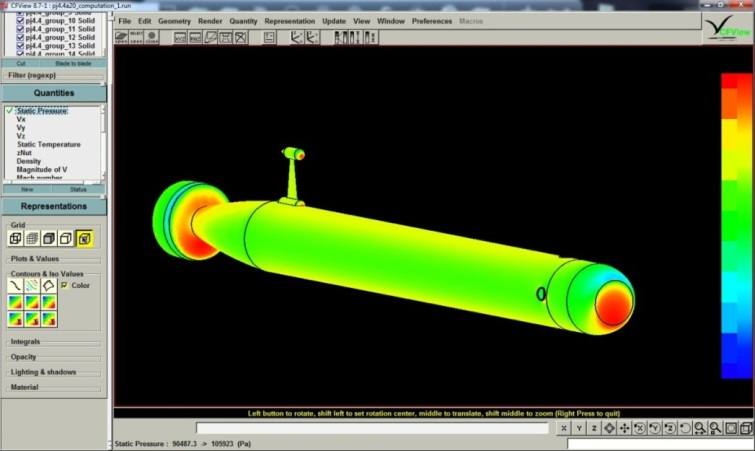 CFView 8.7-1 : pj4.4a20_computation_1.run
pj4.4_group_10 Solid
pj4.4_group_11 Solid
pj4.4_group_12 Solid
pj4.4_group_13 Solid
pj4.4_group_14 Solid
Cut Blade to blade
Filter (regexp)
Quantities
Static Pressure
Vx
Vy
Vz
Static Temperature
zNut
Density
Magnitude of V
Mach number
New Status
Representations
Grid
Plots & Values
Contours & Iso Values
Color
Integrals
Opacity
Lighting & shadows
Material
File Edit Geometry Render Quantity Representation Update View Window Preferences Macros
CFView
Left button to rotate, shift left to set rotation center, middle to translate, shift middle to zoom (Right Press to quit)
X Y Z
Static Pressure : 90487.3 -> 105923 (Pa)